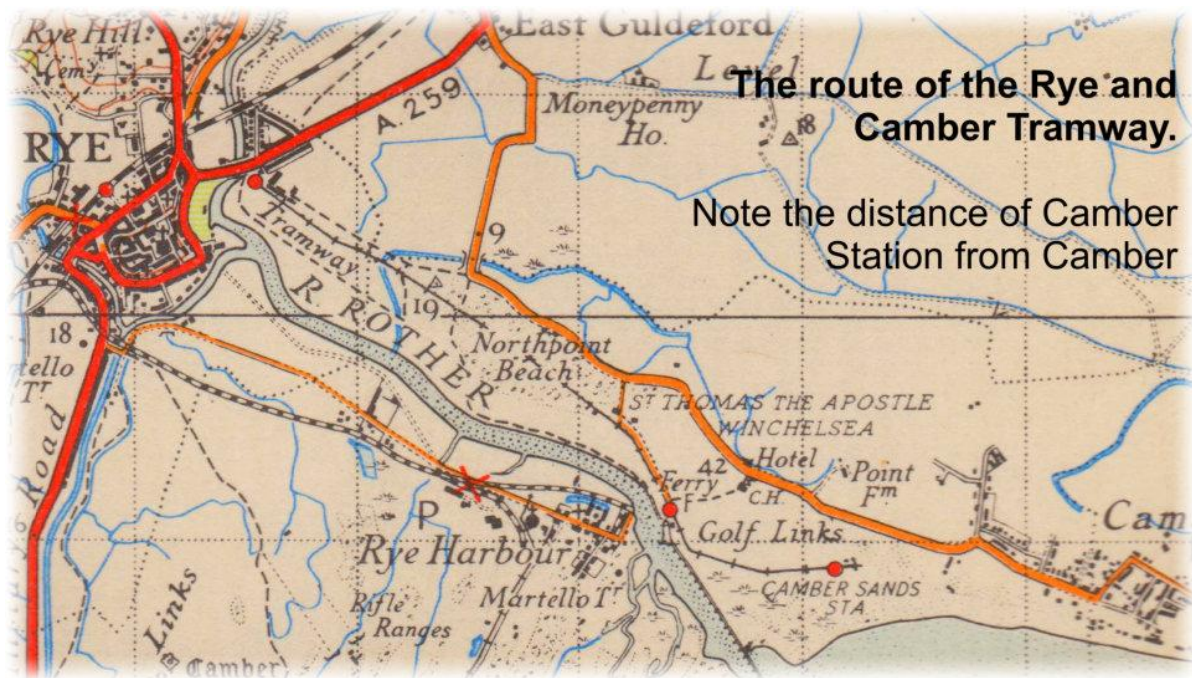 East Guldeford
Rye Hill
Cemy
Level
The route of the Rye and
Camber Tramway.
A 259
Moneypenny
Ho.
18
RYE
Note the distance of Camber
Station from Camber
Tramway
9
19
R. ROTHER
18
Northpoint
Beach
tello
Tr
ST THOMAS THE APOSTLE
WINCHELSEA
Hotel
42
Ferry
F
C.H.
Point
Fm
Road
P
Cam
Golf Links
Rye Harbour
CAMBER SANDS
STA
Martello Tr
Rifle
Ranges
Links
Camber